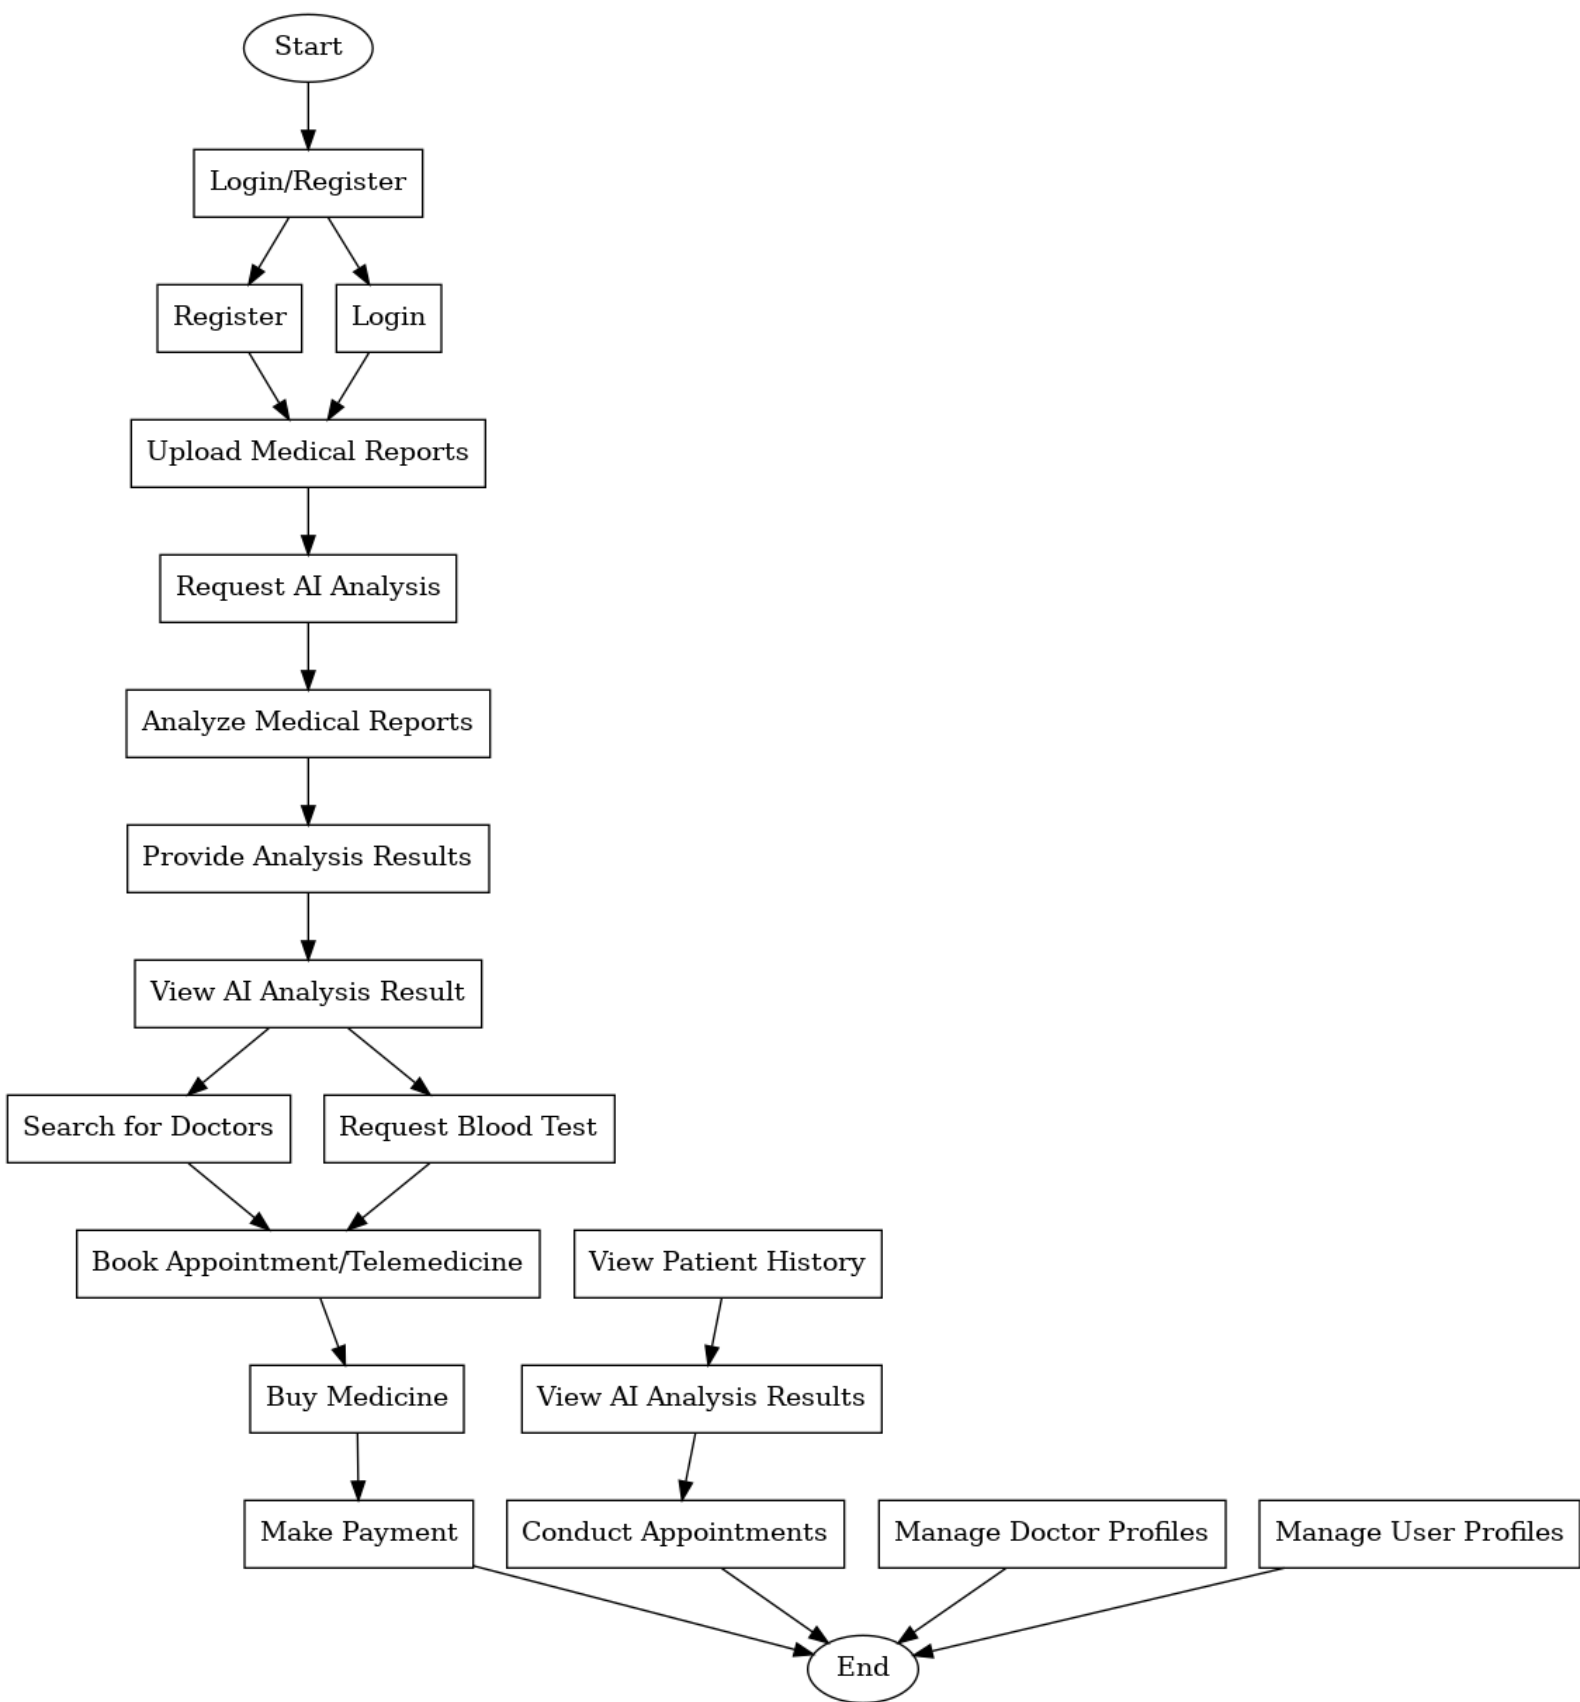 Start
Login/Register
Register
Login
Upload Medical Reports
Request AI Analysis
Analyze Medical Reports
Provide Analysis Results
View AI Analysis Result
Search for Doctors
Request Blood Test
Book Appointment/Telemedicine
View Patient History
Buy Medicine
View AI Analysis Results
Make Payment
Conduct Appointments
Manage Doctor Profiles
Manage User Profiles
End